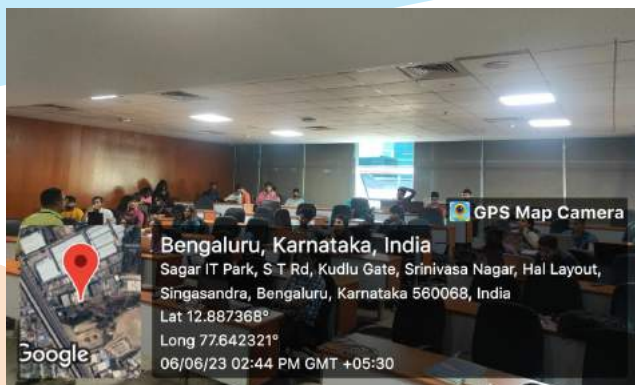 GPS Map Camera
Bengaluru, Karnataka, India
Sagar IT Park, S T Rd, Kudlu Gate, Srinivasa Nagar, Hal Layout,
Singasandra, Bengaluru, Karnataka 560068, India
Lat 12.887368°
Long 77.642321°
06/06/23 02:44 PM GMT +05:30
Google